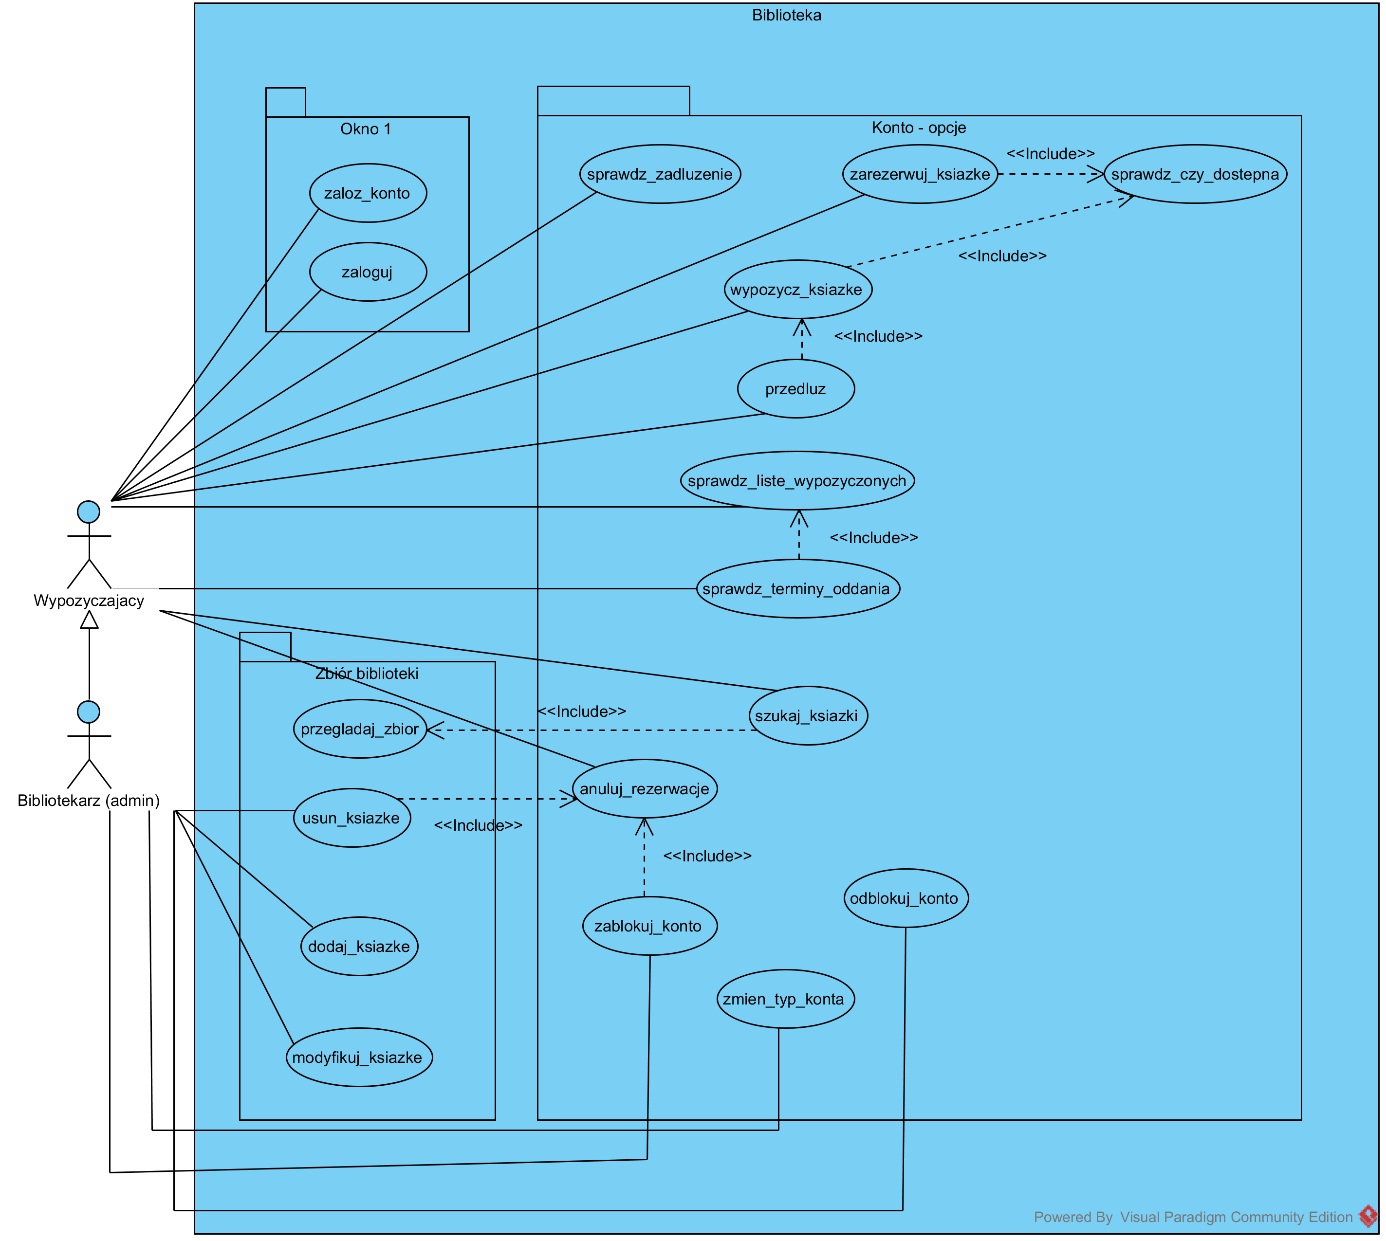 Biblioteka
Okno 1
zaloz_konto
zaloguj
Konto - opcje
sprawdz_zadluzenie
zarezerwuj_ksiazke
<<Include>>
sprawdz_czy_dostepna
<<Include>>
wypozycz_ksiazke
<<Include>>
przedluz
sprawdz_liste_wypozyczonych
<<Include>>
sprawdz_terminy_oddania
Wypozyczajacy
Zbiór biblioteki
przegladaj_zbior
<<Include>>
szukaj_ksiazki
anuluj_rezerwacje
Bibliotekarz (admin)
usun_ksiazke
<<Include>>
<<Include>>
odblokuj_konto
zablokuj_konto
dodaj_ksiazke
zmien_typ_konta
modyfikuj_ksiazke
Powered By Visual Paradigm Community Edition